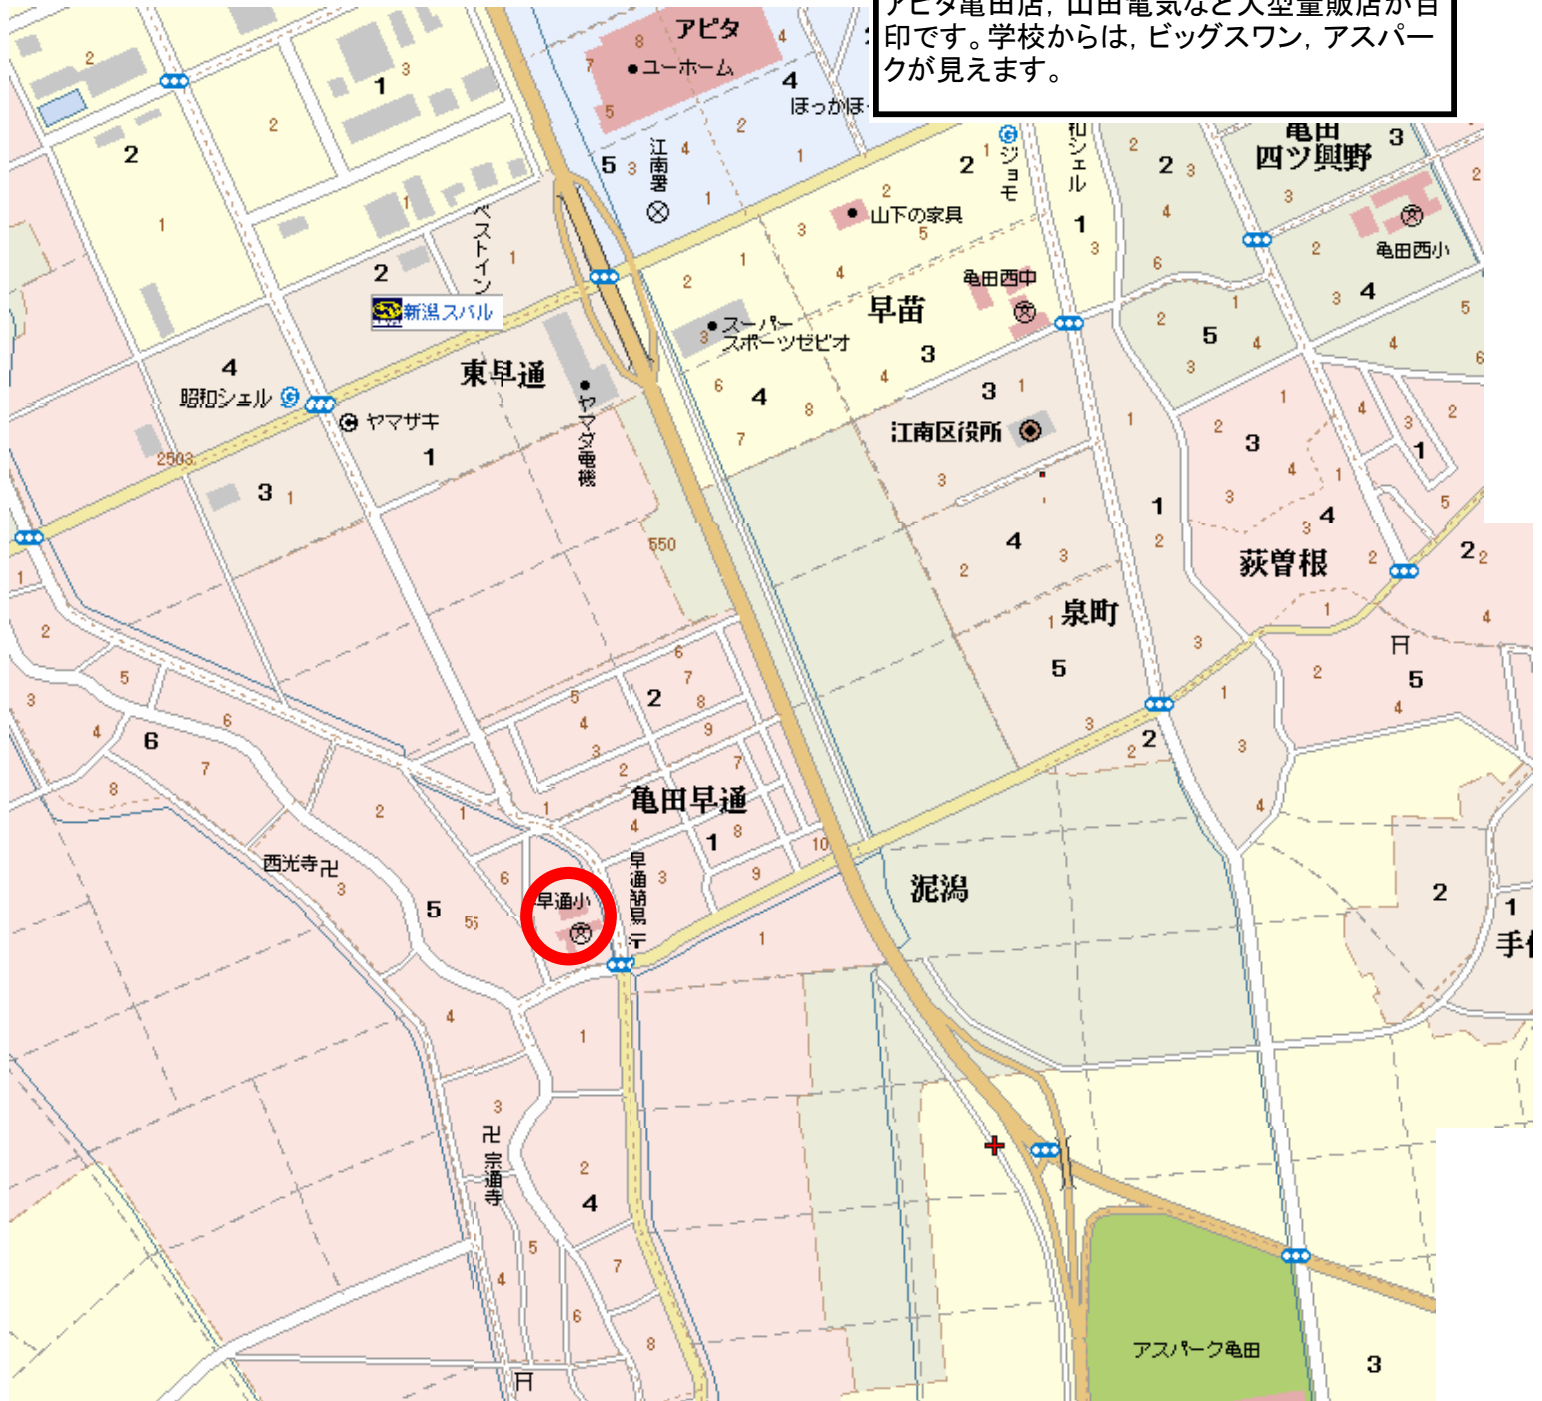 アピタ亀田店，山田電気など大型量販店が目
印です。学校からは，ビッグスワン，アスパー
クが見えます。
アピタ
ユーホーム
ほっかほ
江南署
ジョモ
和シェル
亀田
四ツ興野
亀田西小
山下の家具
亀田西中
早苗
スーパー
スポーツゼビオ
ベストイン
新潟スバル
東早通
ヤマダ電機
昭和シェル
ヤマザキ
2503
江南区役所
荻曽根
泉町
550
亀田早通
早通簡易
早通小
西光寺
泥潟
宗通寺
アスパーク亀田